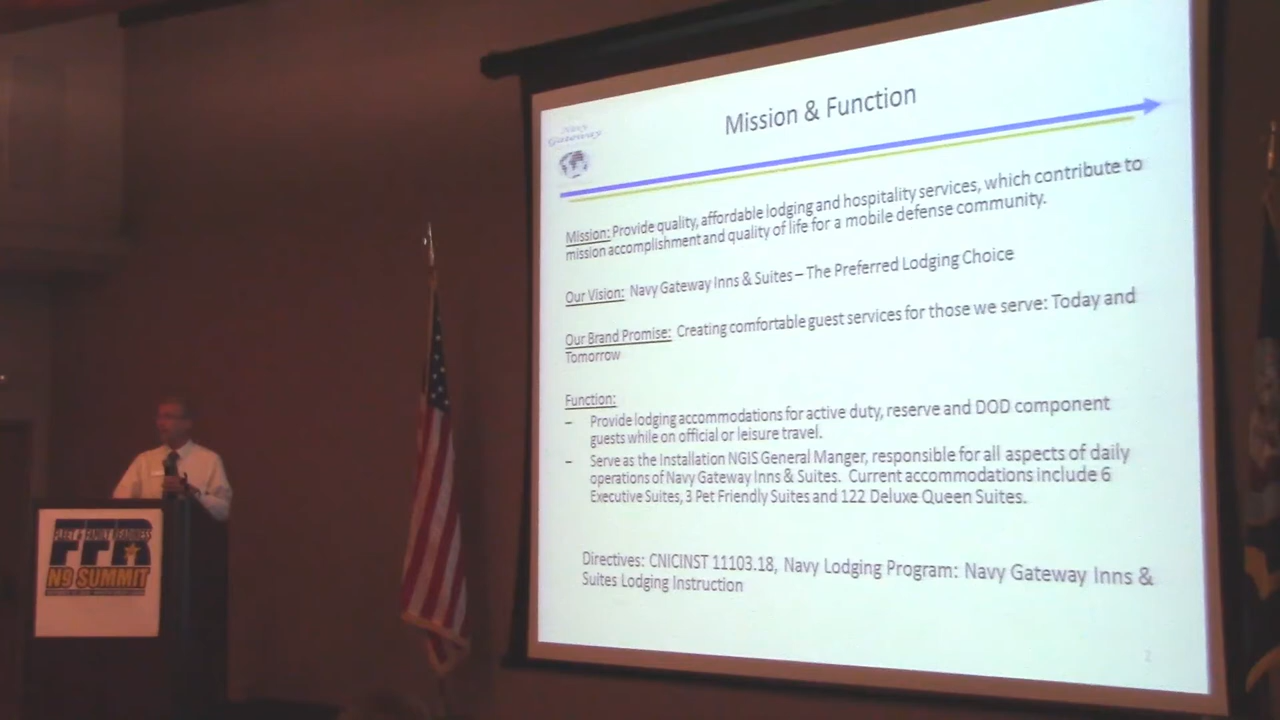 Navy
Gateway
Mission & Function
Mission: Provide quality, affordable lodging and hospitality services, which contribute to
mission accomplishment and quality of life for a mobile defense community.
Our Vision: Navy Gateway Inns & Suites – The Preferred Lodging Choice
Our Brand Promise: Creating comfortable guest services for those we serve: Today and
Tomorrow
Function:
– Provide lodging accommodations for active duty, reserve and DOD component
guests while on official or leisure travel.
– Serve as the Installation NGIS General Manger, responsible for all aspects of daily
operations of Navy Gateway Inns & Suites. Current accommodations include 6
Executive Suites, 3 Pet Friendly Suites and 122 Deluxe Queen Suites.
Directives: CNICINST 11103.18, Navy Lodging Program: Navy Gateway Inns &
Suites Lodging Instruction
2
FLEET & FAMILY READINESS
FFR
N9 SUMMIT